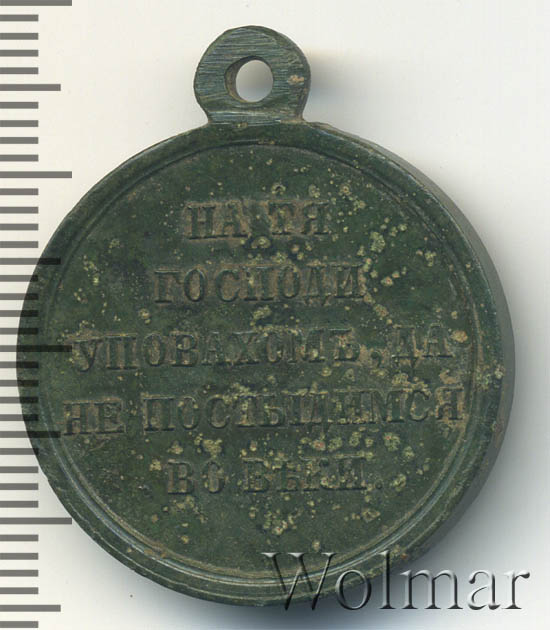 НА ТЯ
ГОСПОДИ
УПОВАХОМЪ, ДА
НЕ ПОСТЫДИМСЯ
ВО ВѢКИ.
Wolmar